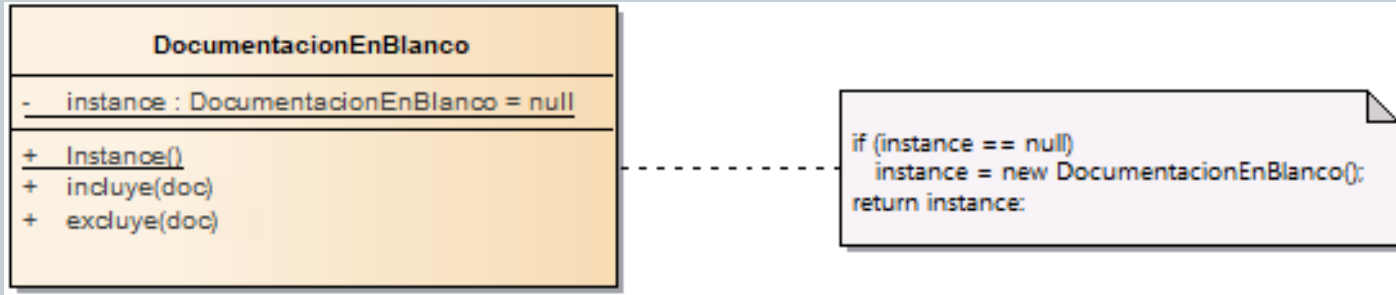 DocumentacionEnBlanco
- instance : DocumentacionEnBlanco = null
+ Instance()
+ incluye(doc)
+ excluye(doc)
if (instance == null)
instance = new DocumentacionEnBlanco();
return instance: